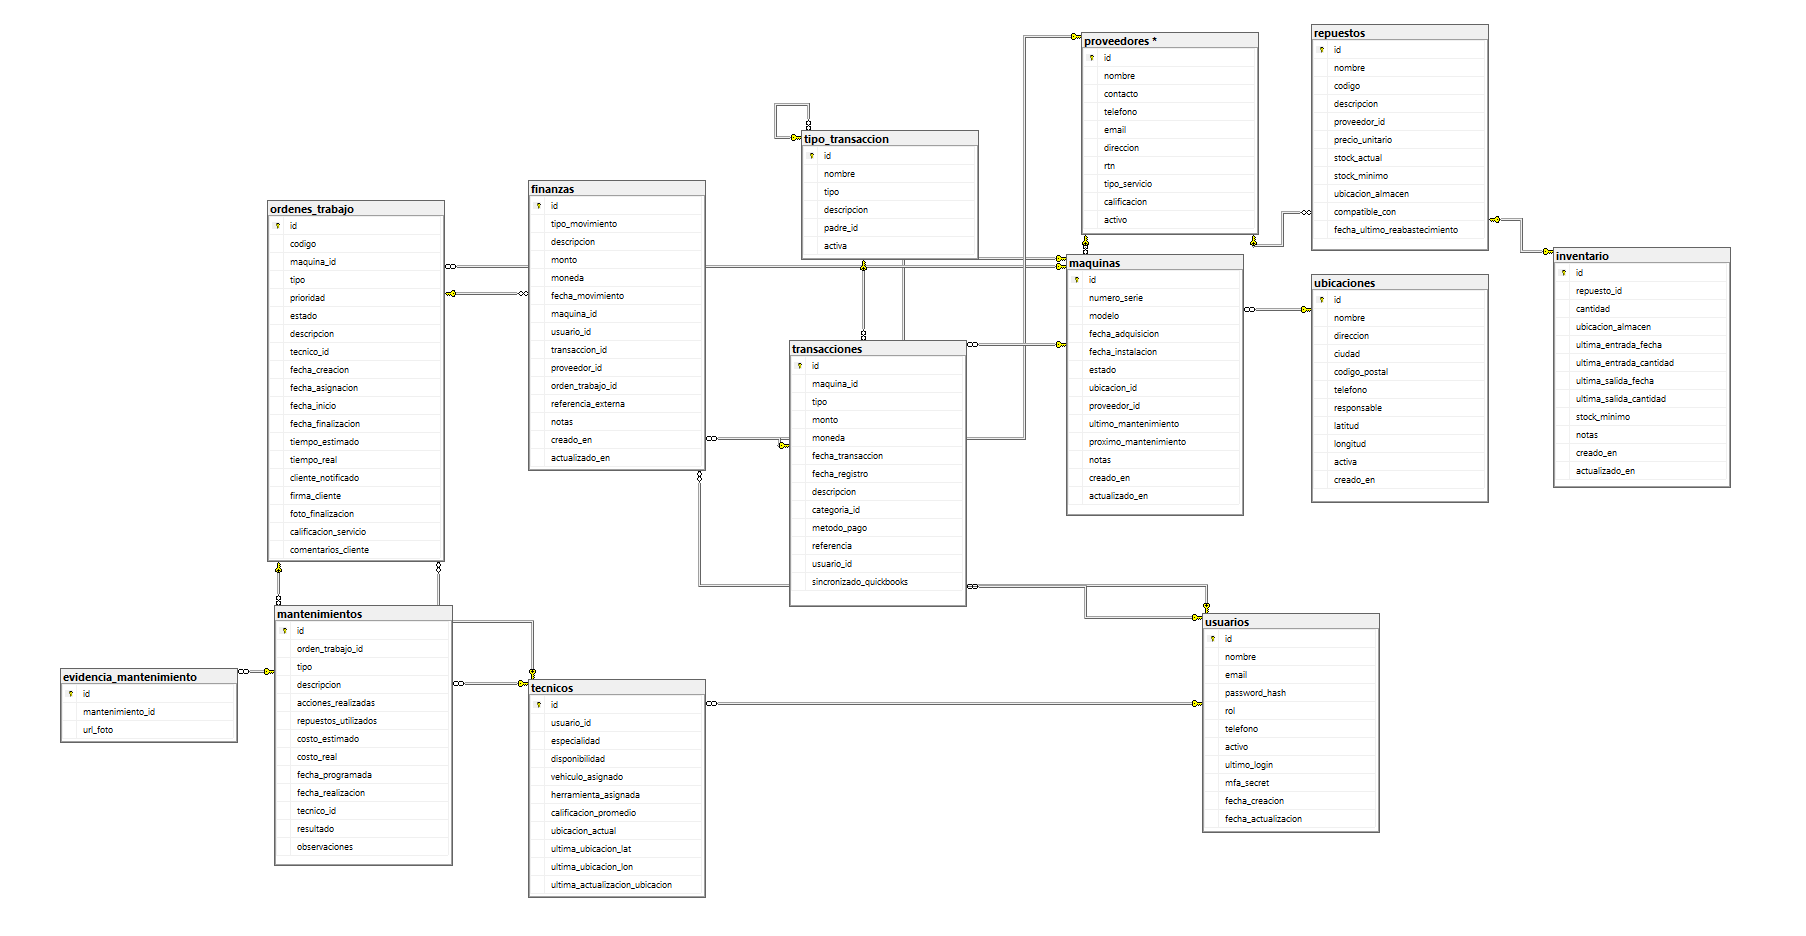 ordenes_trabajo
id
codigo
maquina_id
tipo
prioridad
estado
descripcion
tecnico_id
fecha_creacion
fecha_asignacion
fecha_inicio
fecha_finalizacion
tiempo_estimado
tiempo_real
cliente_notificado
firma_cliente
foto_finalizacion
calificacion_servicio
comentarios_cliente
finanzas
id
tipo_movimiento
descripcion
monto
moneda
fecha_movimiento
maquina_id
usuario_id
transaccion_id
proveedor_id
orden_trabajo_id
referencia_externa
notas
creado_en
actualizado_en
tipo_transaccion
id
nombre
tipo
descripcion
padre_id
activa
proveedores *
id
nombre
contacto
telefono
email
direccion
rtn
tipo_servicio
calificacion
activo
repuestos
id
nombre
codigo
descripcion
proveedor_id
precio_unitario
stock_actual
stock_minimo
ubicacion_almacen
compatible_con
fecha_ultimo_reabastecimiento
inventario
id
repuesto_id
cantidad
ubicacion_almacen
ultima_entrada_fecha
ultima_entrada_cantidad
ultima_salida_fecha
ultima_salida_cantidad
stock_minimo
notas
creado_en
actualizado_en
maquinas
id
numero_serie
modelo
fecha_adquisicion
fecha_instalacion
estado
ubicacion_id
proveedor_id
ultimo_mantenimiento
proximo_mantenimiento
notas
creado_en
actualizado_en
ubicaciones
id
nombre
direccion
ciudad
codigo_postal
telefono
responsable
latitud
longitud
activa
creado_en
transacciones
id
maquina_id
tipo
monto
moneda
fecha_transaccion
fecha_registro
descripcion
categoria_id
metodo_pago
referencia
usuario_id
sincronizado_quickbooks
mantenimientos
id
orden_trabajo_id
tipo
descripcion
acciones_realizadas
repuestos_utilizados
costo_estimado
costo_real
fecha_programada
fecha_realizacion
tecnico_id
resultado
observaciones
evidencia_mantenimiento
id
mantenimiento_id
url_foto
tecnicos
id
usuario_id
especialidad
disponibilidad
vehiculo_asignado
herramienta_asignada
calificacion_promedio
ubicacion_actual
ultima_ubicacion_lat
ultima_ubicacion_lon
ultima_actualizacion_ubicacion
usuarios
id
nombre
email
password_hash
rol
telefono
activo
ultimo_login
mfa_secret
fecha_creacion
fecha_actualizacion